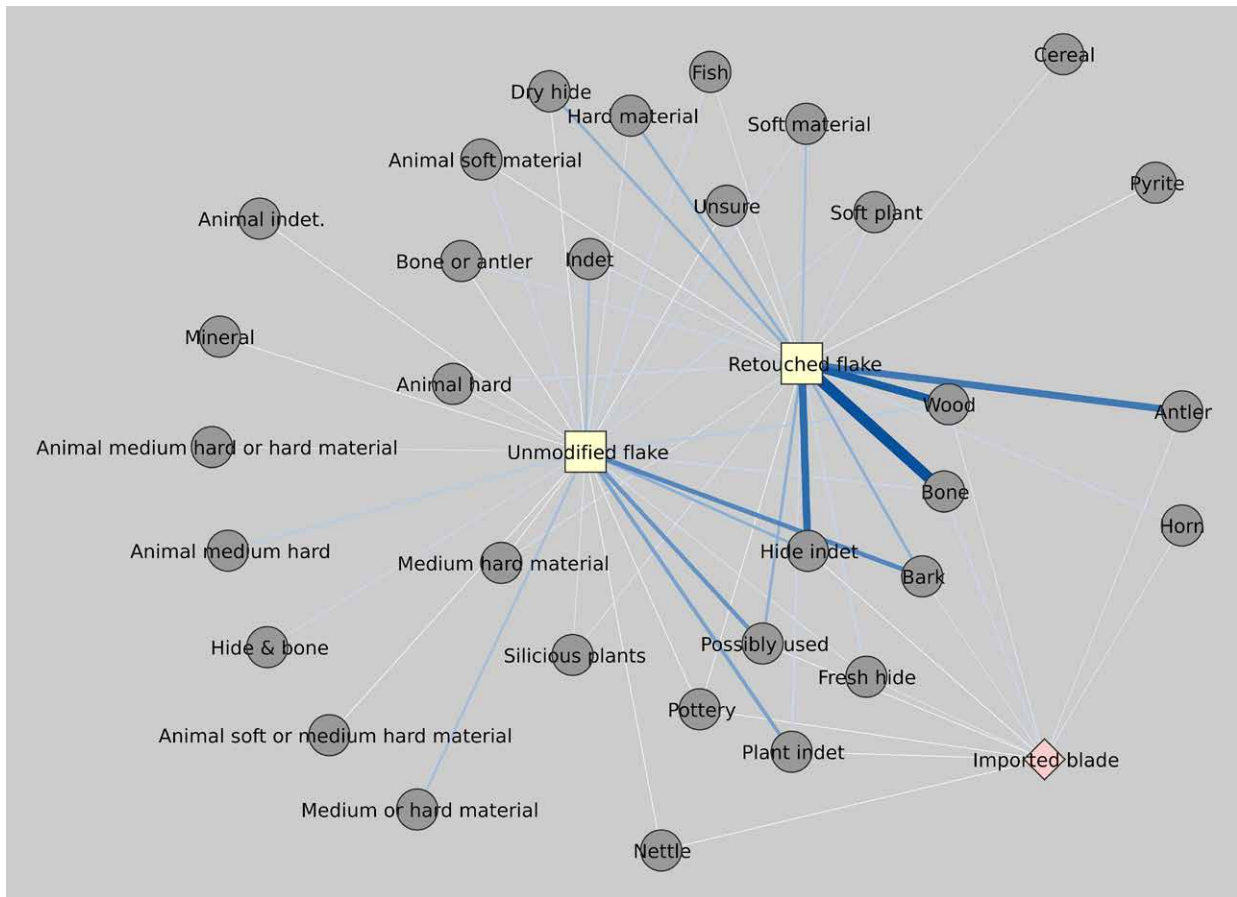 Cereal
Fish
Dry hide
Hard material
Soft material
Animal soft material
Pyrite
Unsure
Soft plant
Animal indet.
Bone or antler
Indet
Mineral
Retouched flake
Animal hard
Wood
Antler
Animal medium hard or hard material
Unmodified flake
Bone
Horn
Animal medium hard
Hide indet
Medium hard material
Bark
Hide & bone
Silicious plants
Possibly used
Fresh hide
Pottery
Animal soft or medium hard material
Plant indet
Imported blade
Medium or hard material
Nettle